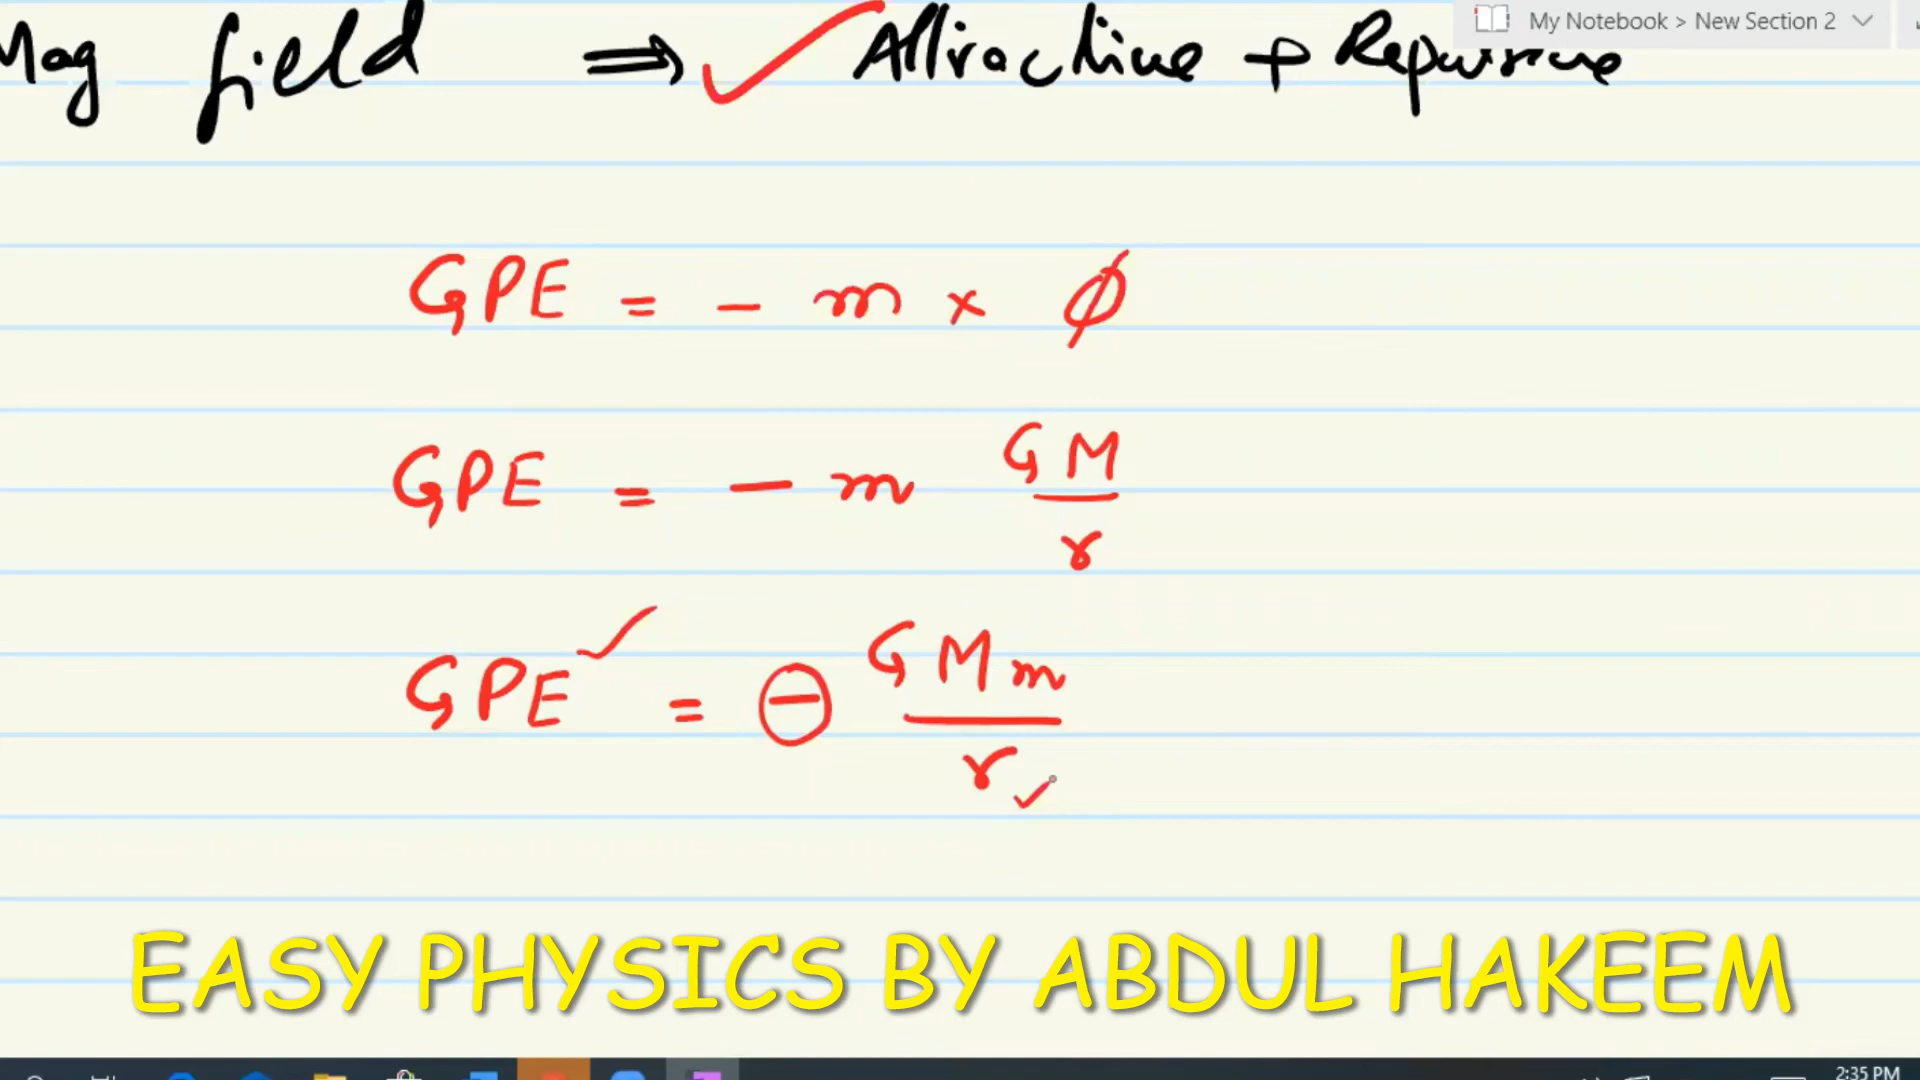 My Notebook > New Section 2
Mag field ⇒ ✓ Attractive + Repulsive
GPE = - m × ϕ
GPE = - m GM/r
GPE ✓ = - GMm/r ✓
EASY PHYSICS BY ABDUL HAKEEM
2:35 PM